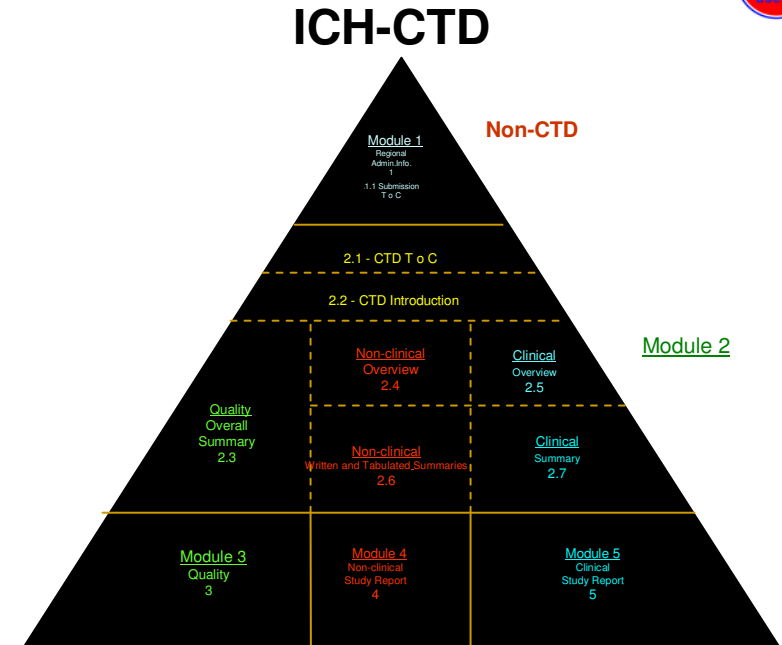 ICH-CTD
Non-CTD
Module 1
Regional
Admin.Info.
1
1.1 Submission
T o C
2.1 - CTD T o C
2.2 - CTD Introduction
Module 2
Non-clinical
Overview
2.4
Clinical
Overview
2.5
Quality
Overall
Summary
2.3
Non-clinical
Written and Tabulated Summaries
2.6
Clinical
Summary
2.7
Module 3
Quality
3
Module 4
Non-clinical
Study Report
4
Module 5
Clinical
Study Report
5